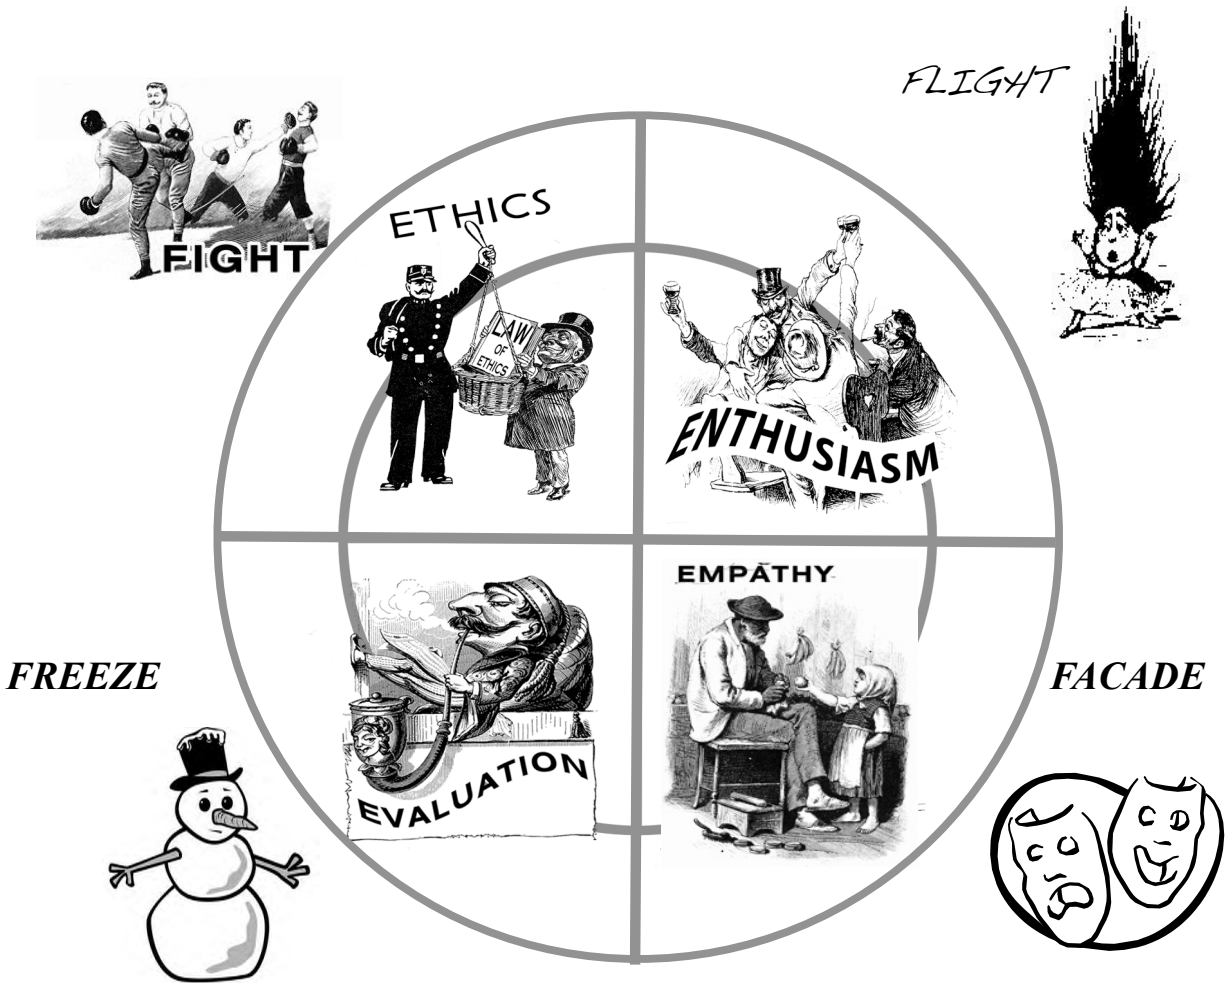 FLIGHT
FIGHT
ETHICS
LAW
OF
ETHICS
ENTHUSIASM
EMPATHY
FREEZE
FACADE
EVALUATION